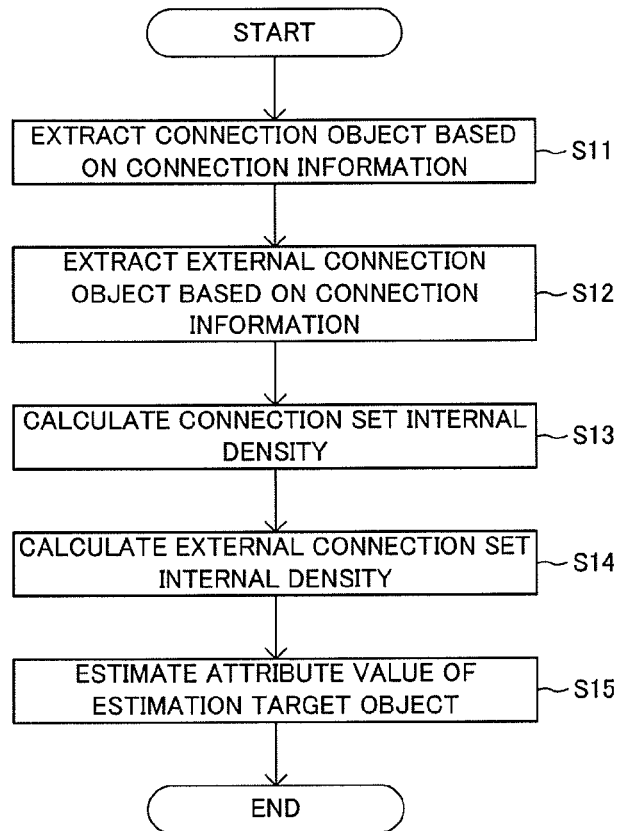 START
EXTRACT CONNECTION OBJECT BASED
ON CONNECTION INFORMATION
S11
EXTRACT EXTERNAL CONNECTION
OBJECT BASED ON CONNECTION
INFORMATION
S12
CALCULATE CONNECTION SET INTERNAL
DENSITY
S13
CALCULATE EXTERNAL CONNECTION SET
INTERNAL DENSITY
S14
ESTIMATE ATTRIBUTE VALUE OF
ESTIMATION TARGET OBJECT
S15
END